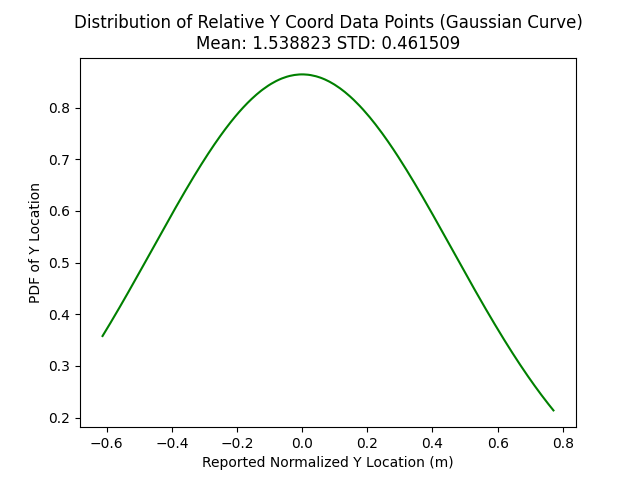 Distribution of Relative Y Coord Data Points (Gaussian Curve)
Mean: 1.538823 STD: 0.461509
PDF of Y Location
0.8
0.7
0.6
0.5
0.4
0.3
0.2
−0.6 −0.4 −0.2 0.0 0.2 0.4 0.6 0.8
Reported Normalized Y Location (m)